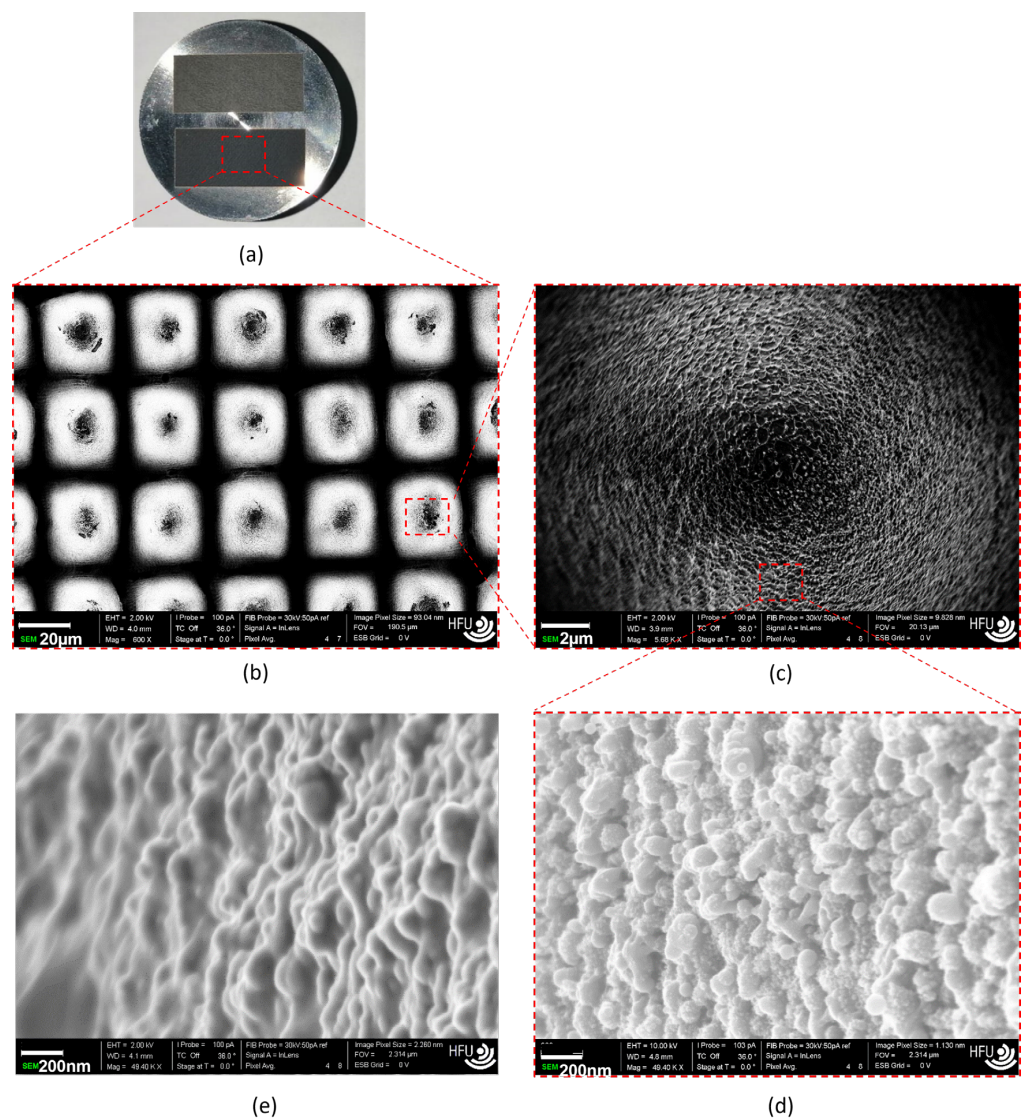 (a)
EHT = 2.00 kV I Probe = 100 pA FIB Probe = 30kV:50pA ref Image Pixel Size = 93.04 nm
WD = 4.0 mm TC Off 36.0 ° Signal A = InLens FOV = 190.5 µm
SEM 20µm Mag = 600 X Stage at T = 0.0 ° Pixel Avg. 4 7 ESB Grid = 0 V HFU
(b)
EHT = 2.00 kV I Probe = 100 pA FIB Probe = 30kV:50pA ref Image Pixel Size = 9.828 nm
WD = 3.9 mm TC Off 36.0 ° Signal A = InLens FOV = 20.13 µm
SEM 2µm Mag = 5.68 K X Stage at T = 0.0 ° Pixel Avg. 4 8 ESB Grid = 0 V HFU
(c)
EHT = 2.00 kV I Probe = 100 pA FIB Probe = 30kV:50pA ref Image Pixel Size = 2.260 nm
WD = 4.1 mm TC Off 36.0 ° Signal A = InLens FOV = 2.314 µm
SEM 200nm Mag = 49.40 K X Stage at T = 0.0 ° Pixel Avg. 4 8 ESB Grid = 0 V HFU
(e)
EHT = 10.00 kV I Probe = 103 pA FIB Probe = 30kV:50pA ref Image Pixel Size = 1.130 nm
WD = 4.8 mm TC Off 36.0 ° Signal A = InLens FOV = 2.314 µm
SEM 200nm Mag = 49.40 K X Stage at T = 0.0 ° Pixel Avg. 4 8 ESB Grid = 0 V HFU
(d)